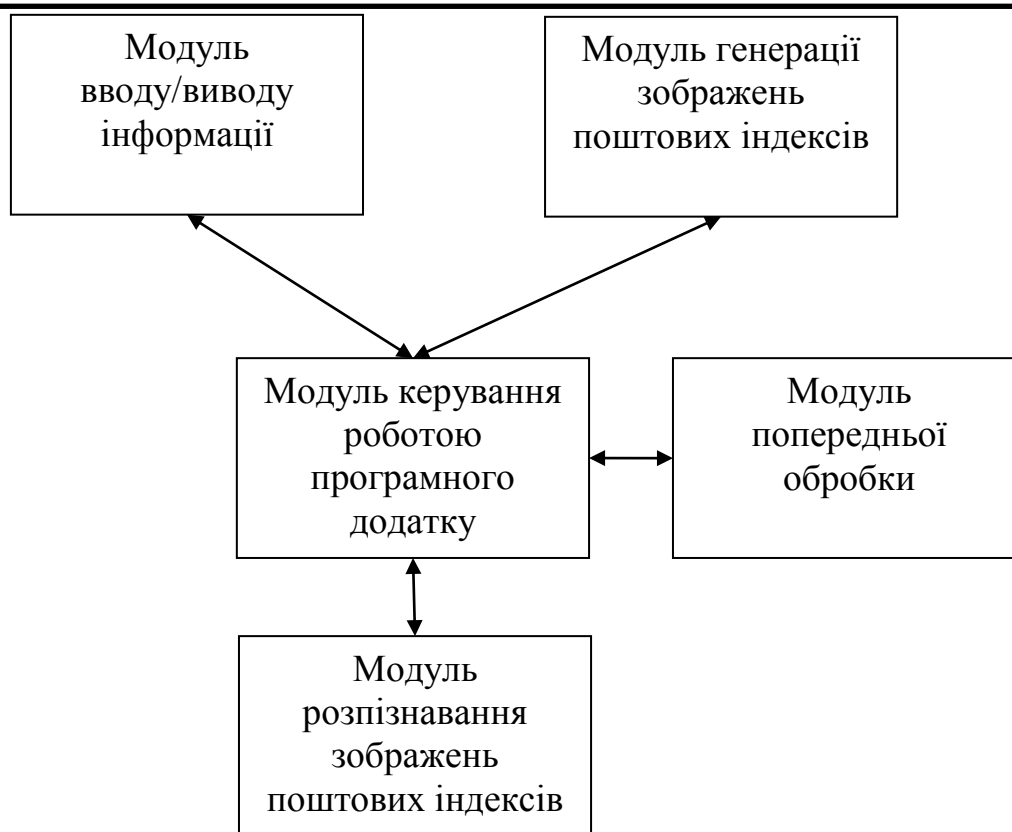 Модуль
вводу/виводу
інформації
Модуль генерації
зображень
поштових індексів
Модуль керування
роботою
програмного
додатку
Модуль
попередньої
обробки
Модуль
розпізнавання
зображень
поштових індексів